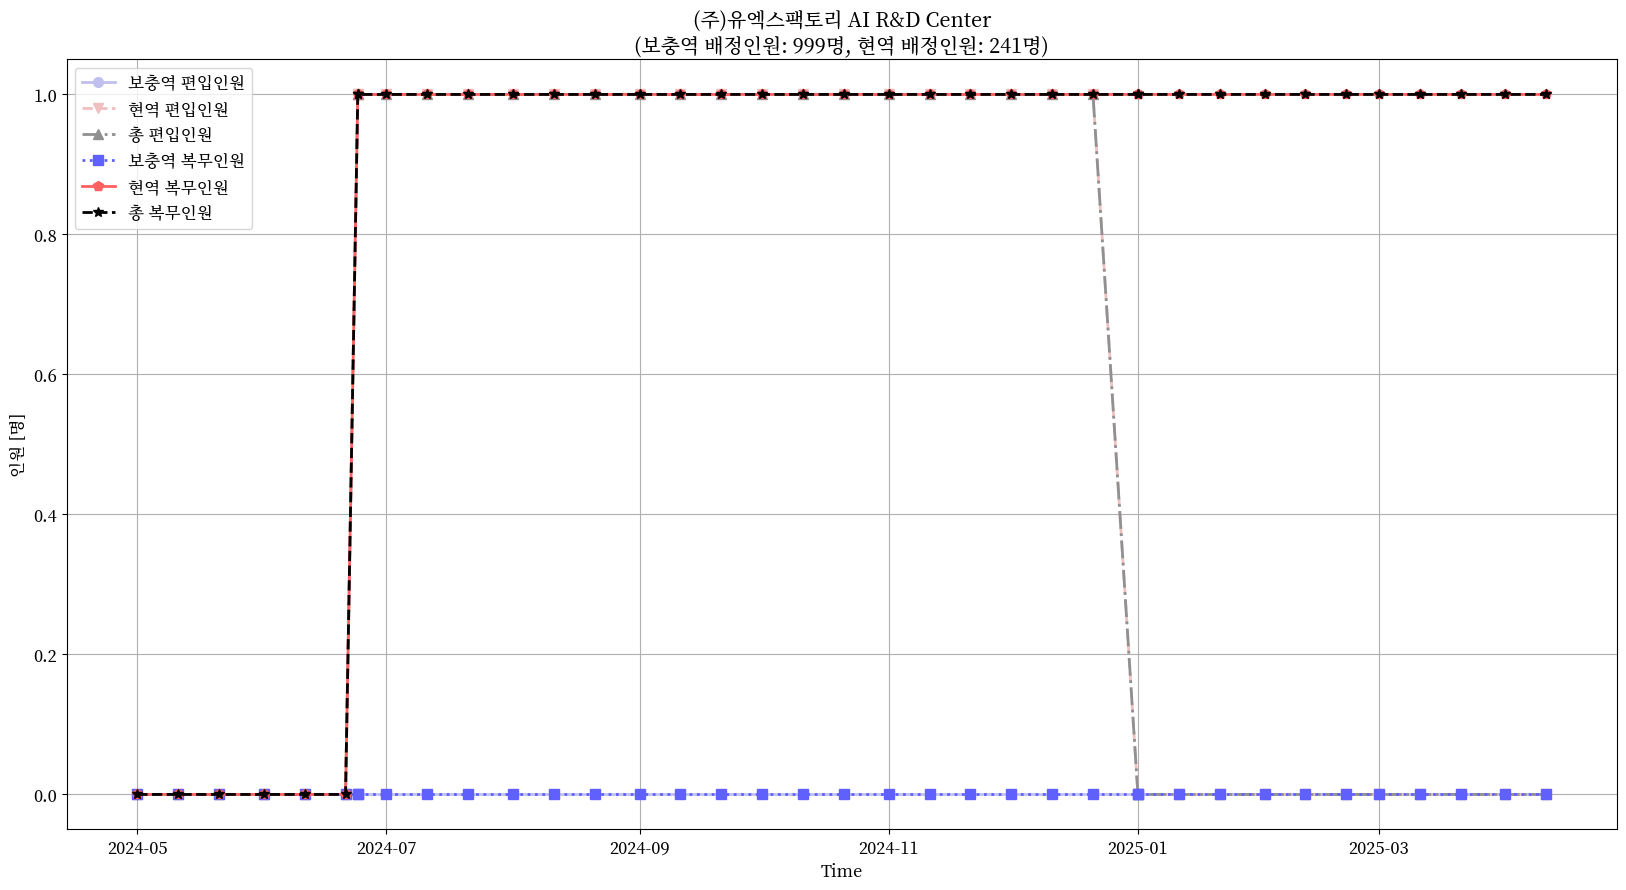 (주)유엑스팩토리 AI R&D Center
(보충역 배정인원: 999명, 현역 배정인원: 241명)
보충역 편입인원
현역 편입인원
총 편입인원
보충역 복무인원
현역 복무인원
총 복무인원
1.0
0.8
0.6
0.4
0.2
0.0
인원 [명]
2024-05
2024-07
2024-09
2024-11
2025-01
2025-03
Time